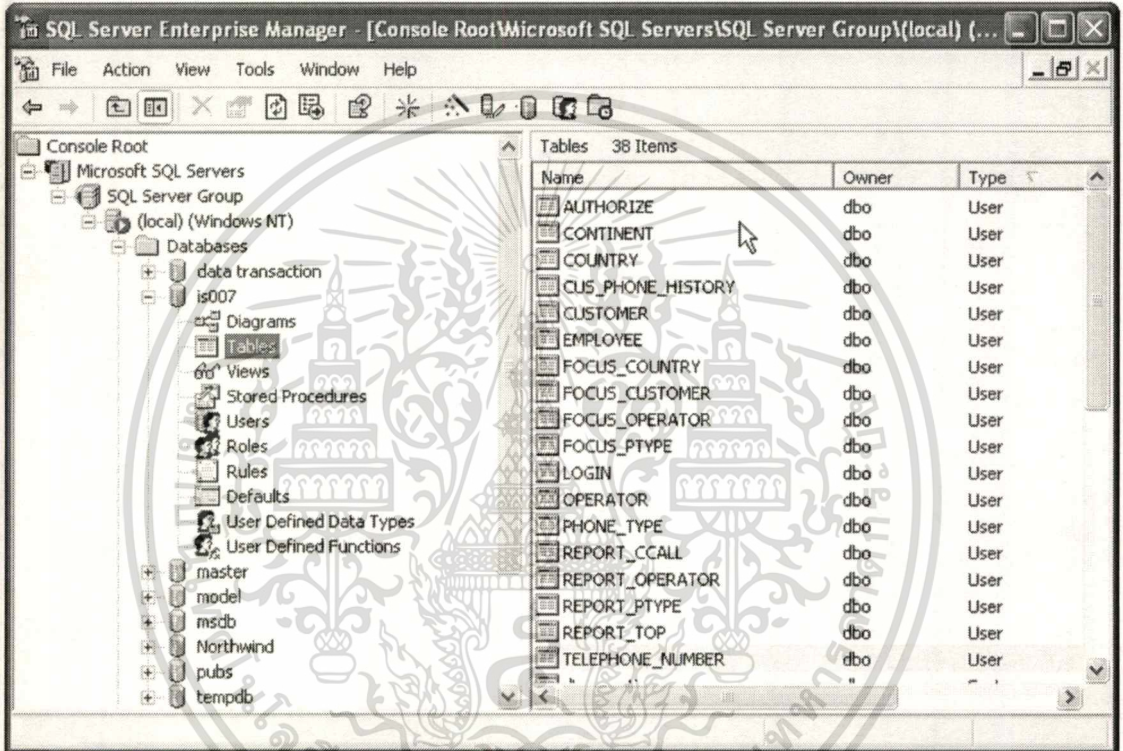 SQL Server Enterprise Manager - [Console Root\Microsoft SQL Servers\SQL Server Group\(local) (...
File Action View Tools Window Help
Console Root
Microsoft SQL Servers
SQL Server Group
(local) (Windows NT)
Databases
data transaction
is007
Diagrams
Tables
Views
Stored Procedures
Users
Roles
Rules
Defaults
User Defined Data Types
User Defined Functions
master
model
msdb
Northwind
pubs
tempdb
Tables 38 Items
Name Owner Type
AUTHORIZE dbo User
CONTINENT dbo User
COUNTRY dbo User
CUS_PHONE_HISTORY dbo User
CUSTOMER dbo User
EMPLOYEE dbo User
FOCUS_COUNTRY dbo User
FOCUS_CUSTOMER dbo User
FOCUS_OPERATOR dbo User
FOCUS_PTYPE dbo User
LOGIN dbo User
OPERATOR dbo User
PHONE_TYPE dbo User
REPORT_CCALL dbo User
REPORT_OPERATOR dbo User
REPORT_PTYPE dbo User
REPORT_TOP dbo User
TELEPHONE_NUMBER dbo User